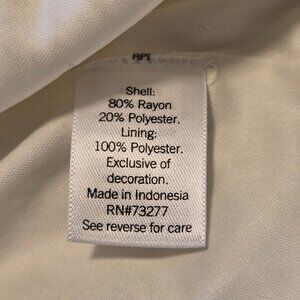 Shell:
80% Rayon
20% Polyester.
Lining:
100% Polyester.
Exclusive of
decoration.
Made in Indonesia
RN#73277
See reverse for care